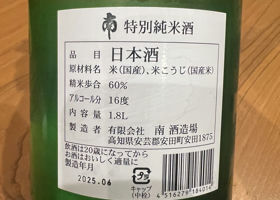 南 特別純米酒
品目 日本酒
原材料名 米(国産)、米こうじ(国産米)
精米歩合 60%
アルコール分 16度
内容量 1.8L
製造者 有限会社 南 酒造場
高知県安芸郡安田町安田1875
飲酒は20歳になってから
お酒はおいしく適量に
製造年月
2025.06
キャップ
(中栓)
プラ
4516279184014